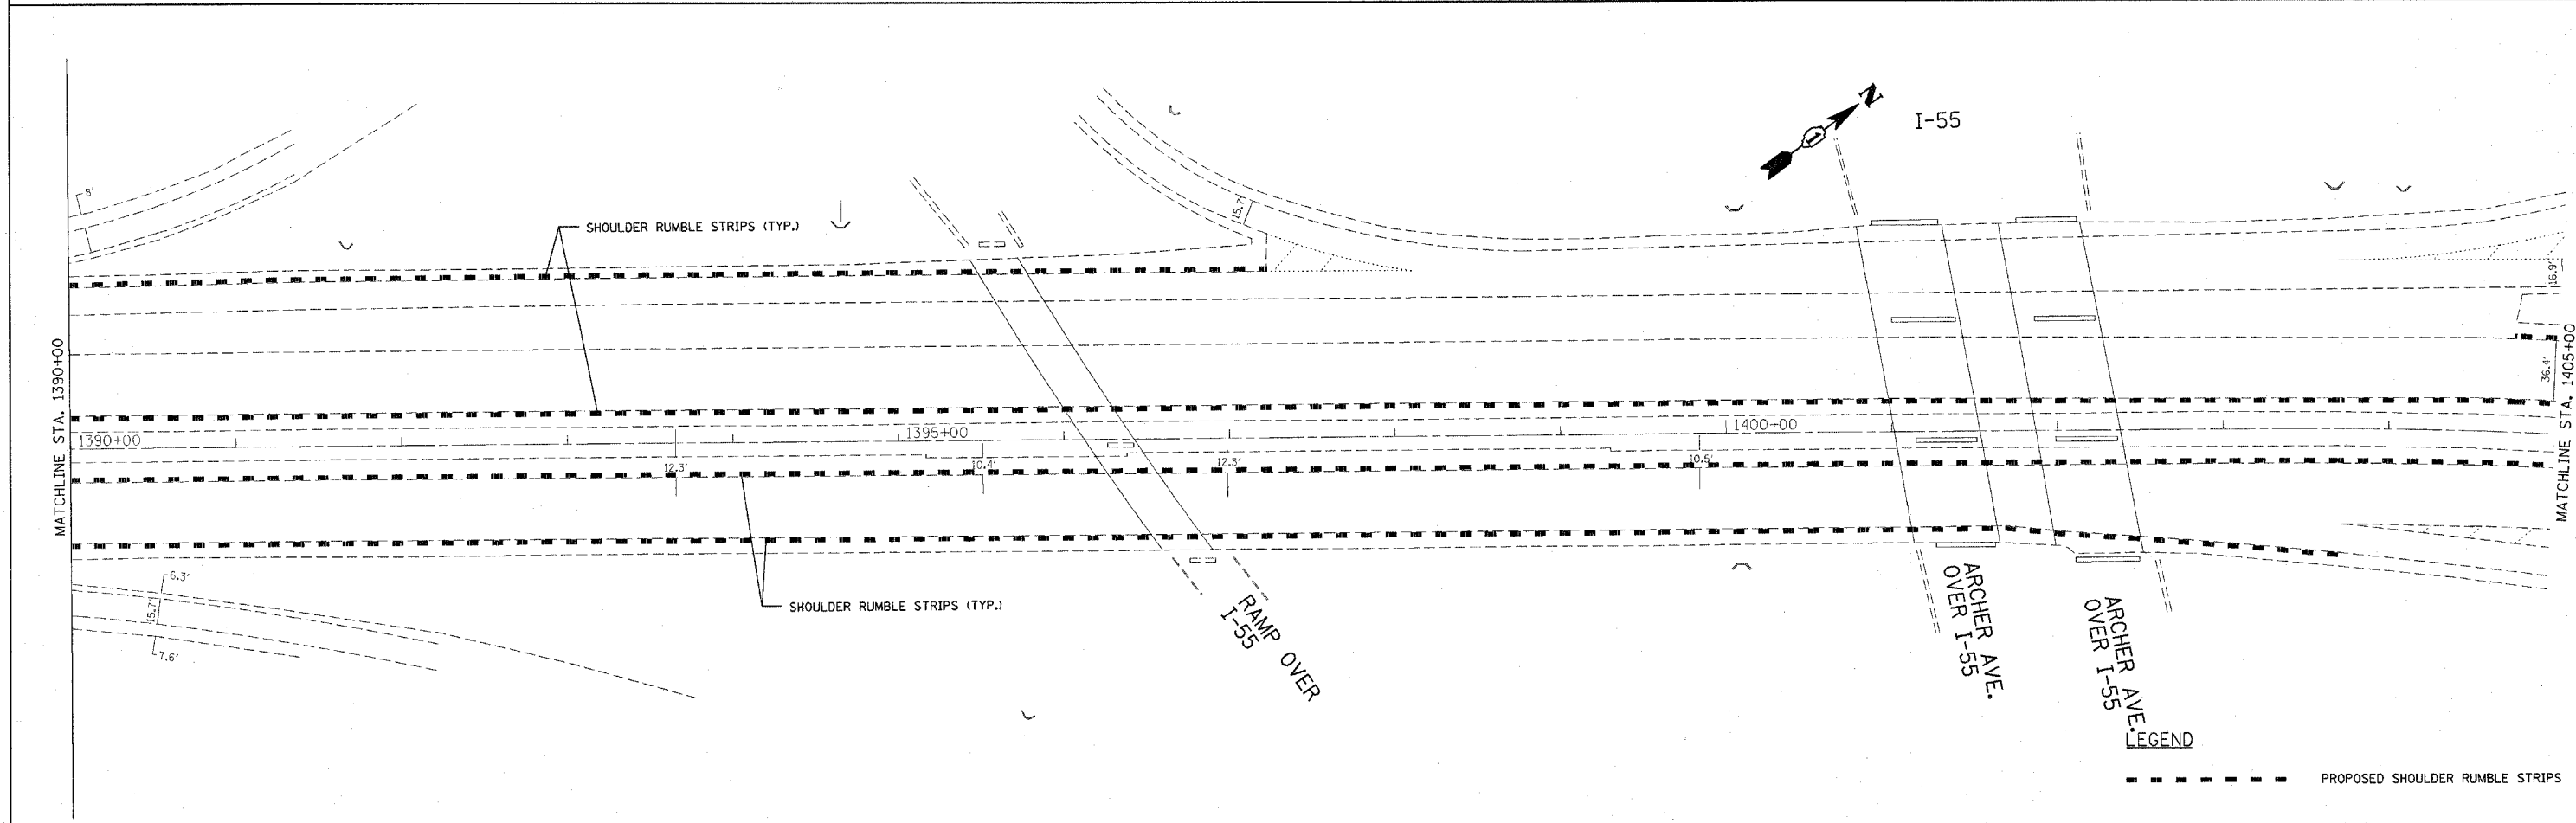 N
1
I-55
8'
15.7'
SHOULDER RUMBLE STRIPS (TYP.)
16.9'
MATCHLINE STA. 1390+00
36.4'
MATCHLINE STA. 1405+00
1390+00
1395+00
1400+00
12.3'
10.4'
12.3'
10.5'
6.3'
15.7'
7.6'
SHOULDER RUMBLE STRIPS (TYP.)
RAMP OVER
I-55
ARCHER AVE.
OVER I-55
ARCHER AVE.
OVER I-55
LEGEND
PROPOSED SHOULDER RUMBLE STRIPS